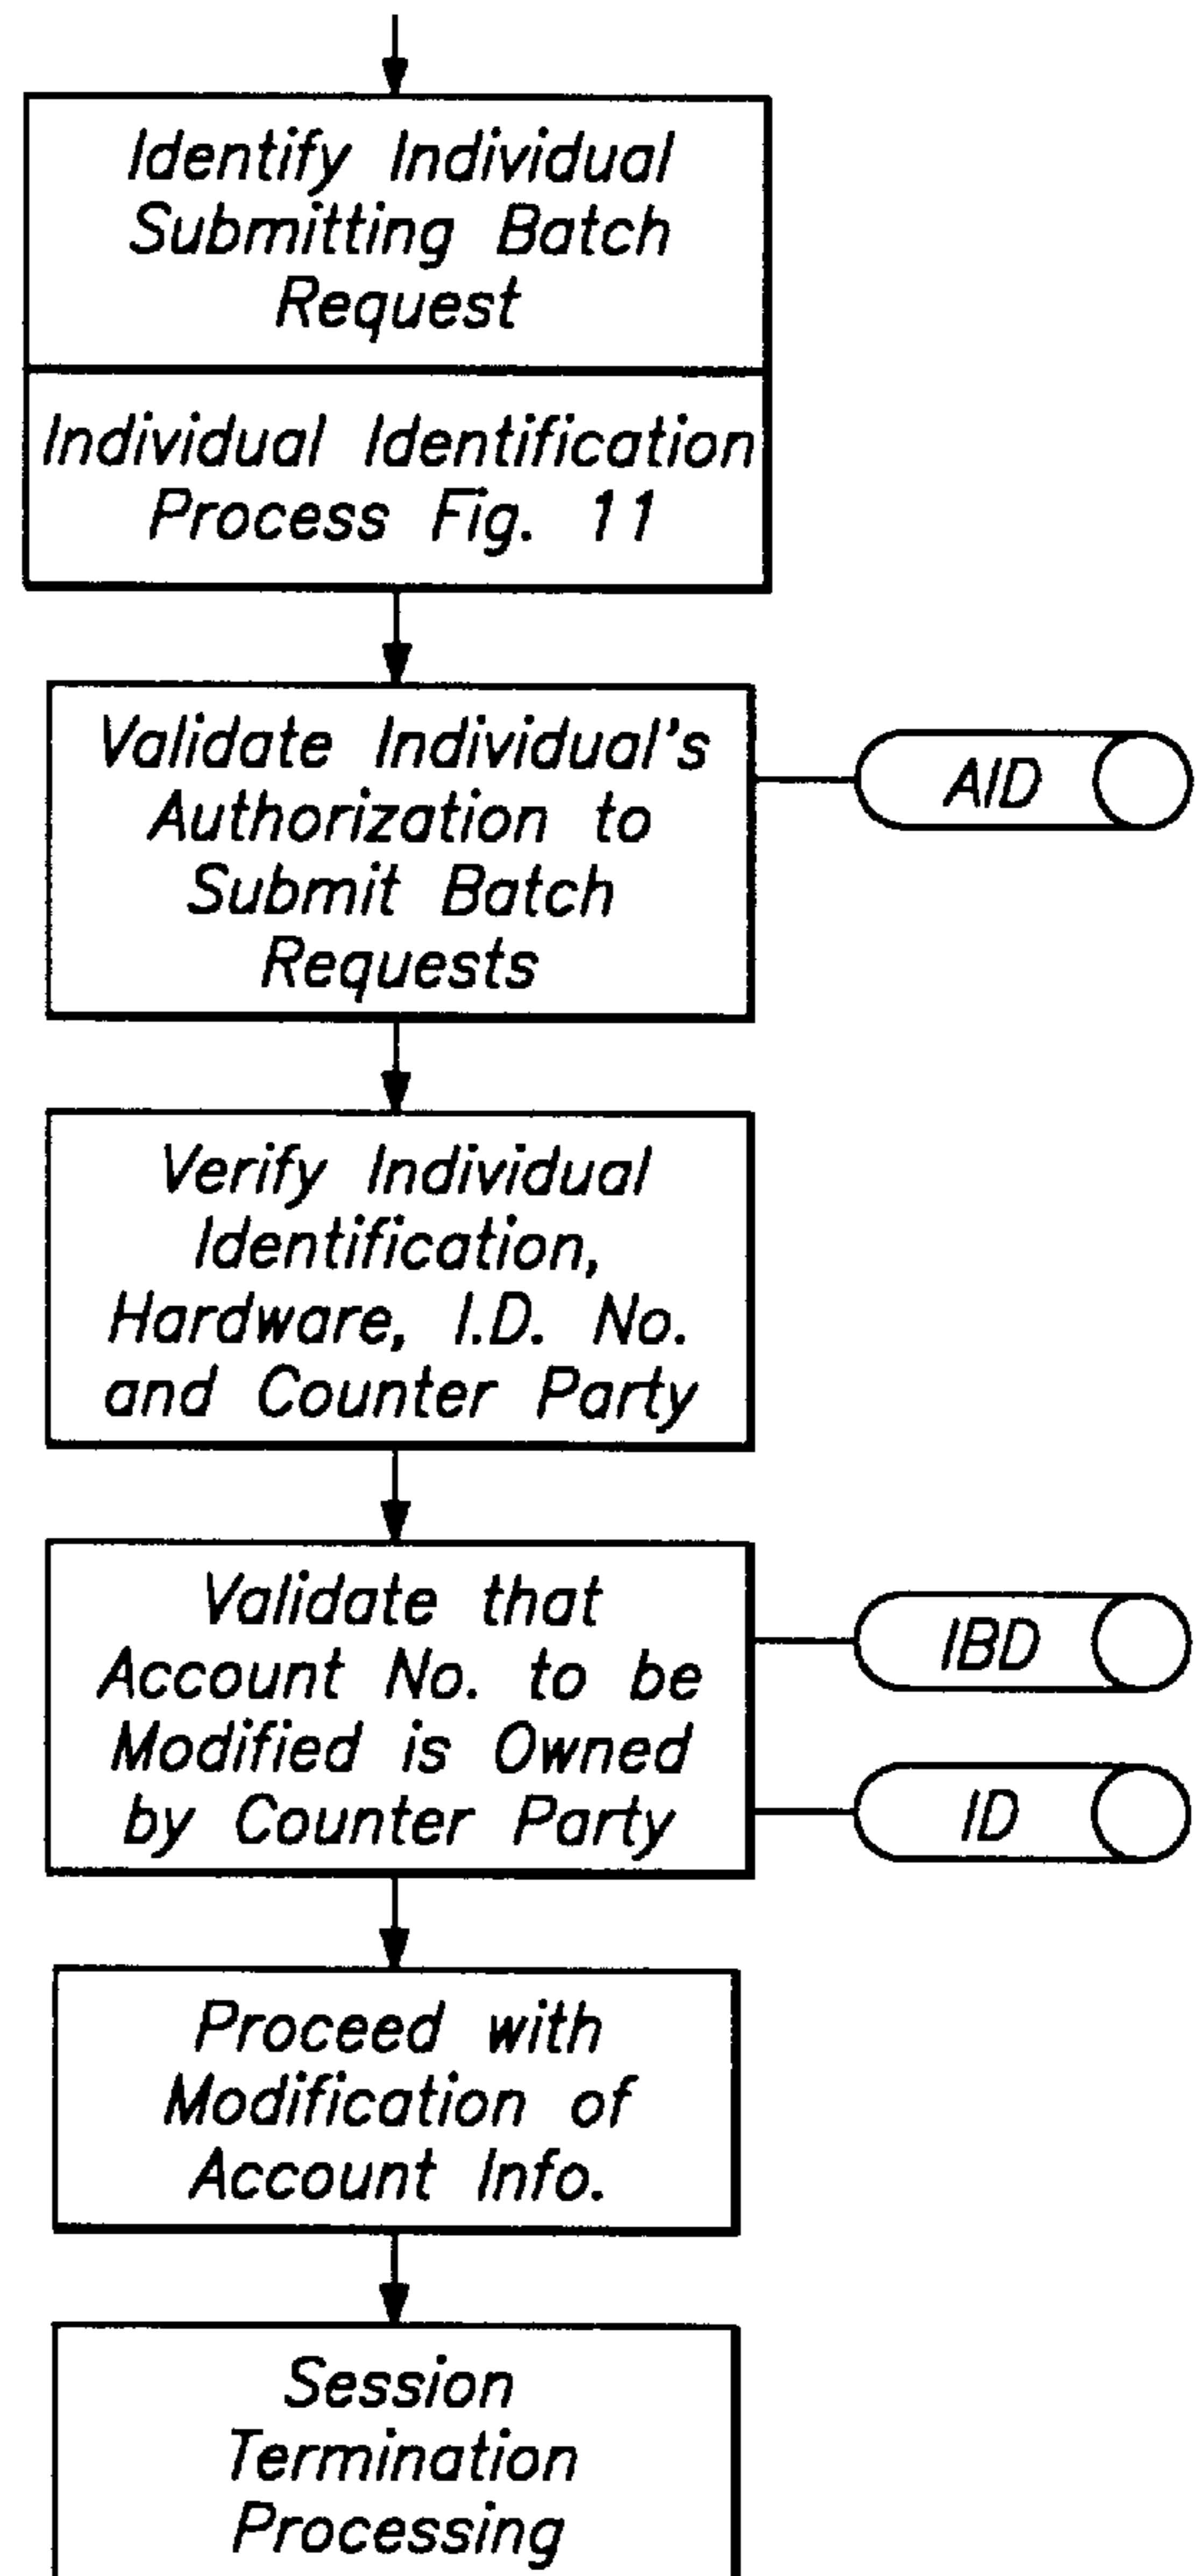 Identify Individual
Submitting Batch
Request
Individual Identification
Process Fig. 11
Validate Individual's
Authorization to
Submit Batch
Requests
AID
Verify Individual
Identification,
Hardware, I.D. No.
and Counter Party
Validate that
Account No. to be
Modified is Owned
by Counter Party
IBD
ID
Proceed with
Modification of
Account Info.
Session
Termination
Processing